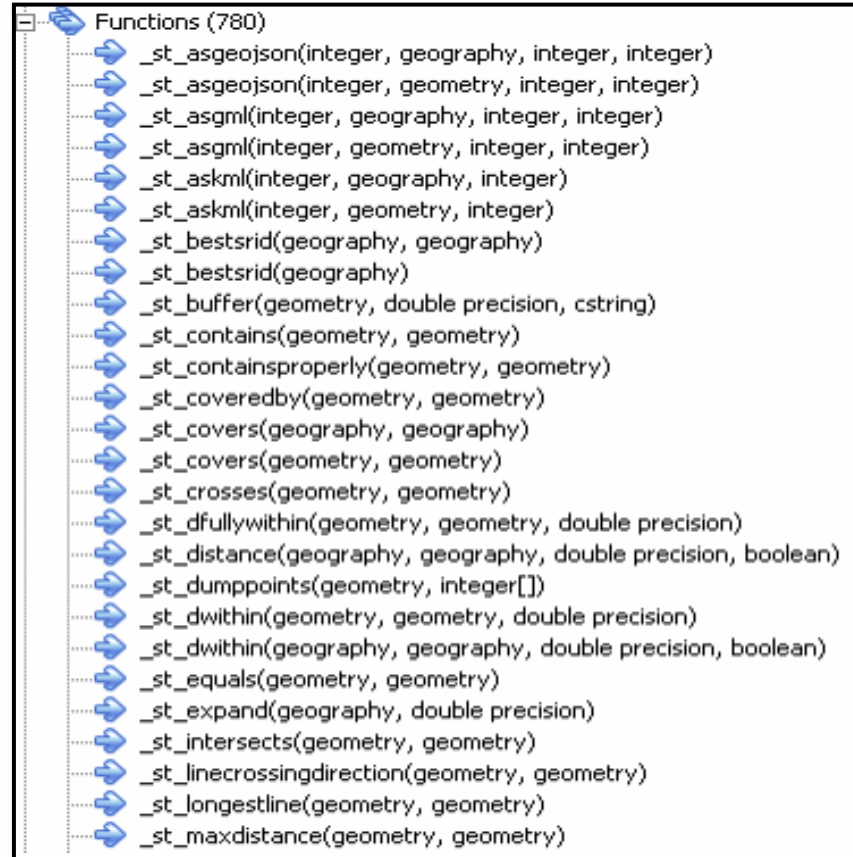 Functions (780)
_st_asgeojson(integer, geography, integer, integer)
_st_asgeojson(integer, geometry, integer, integer)
_st_asgml(integer, geography, integer, integer)
_st_asgml(integer, geometry, integer, integer)
_st_askml(integer, geography, integer)
_st_askml(integer, geometry, integer)
_st_bestsrid(geography, geography)
_st_bestsrid(geography)
_st_buffer(geometry, double precision, cstring)
_st_contains(geometry, geometry)
_st_containsproperly(geometry, geometry)
_st_coveredby(geometry, geometry)
_st_covers(geography, geography)
_st_covers(geometry, geometry)
_st_crosses(geometry, geometry)
_st_dfullywithin(geometry, geometry, double precision)
_st_distance(geography, geography, double precision, boolean)
_st_dumppoints(geometry, integer[])
_st_dwithin(geometry, geometry, double precision)
_st_dwithin(geography, geography, double precision, boolean)
_st_equals(geometry, geometry)
_st_expand(geography, double precision)
_st_intersects(geometry, geometry)
_st_linecrossingdirection(geometry, geometry)
_st_longestline(geometry, geometry)
_st_maxdistance(geometry, geometry)